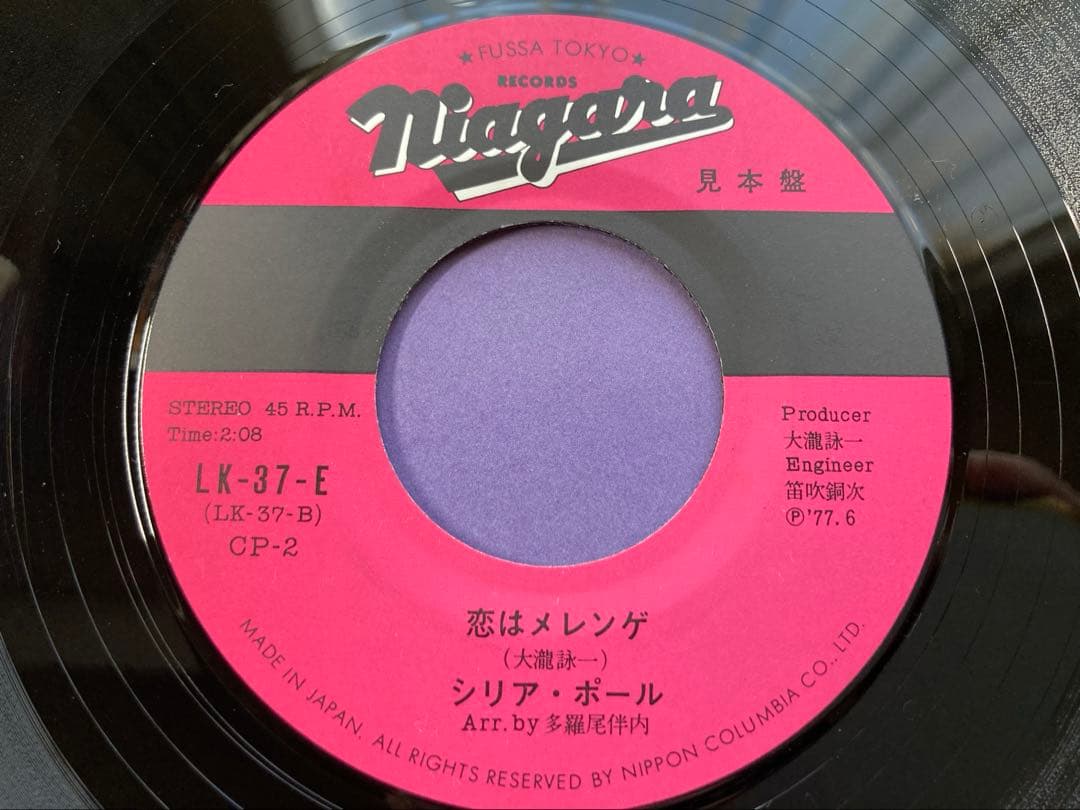 ★FUSSA TOKYO★
RECORDS
Niagara
見本盤
STEREO 45 R.P.M.
Time:2:08
LK-37-E
(LK-37-B)
CP-2
Producer
大瀧詠一
Engineer
笛吹銅次
Ⓟ'77.6
恋はメレンゲ
(大瀧詠一)
シリア・ポール
Arr. by 多羅尾伴内
MADE IN JAPAN. ALL RIGHTS RESERVED BY NIPPON COLUMBIA CO., LTD.